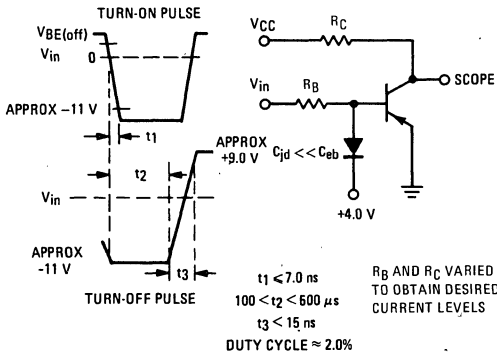 TURN-ON PULSE
VBE(off)
Vin 0
APPROX −11 V
t1
VCC
RC
SCOPE
Vin
RB
Cjd << Ceb
+4.0 V
APPROX
+9.0 V
t2
Vin
APPROX
-11 V
t3
TURN-OFF PULSE
t1 ⩽ 7.0 ns
100 < t2 < 500 μs
t3 < 15 ns
DUTY CYCLE ≈ 2.0%
RB AND RC VARIED
TO OBTAIN DESIRED
CURRENT LEVELS